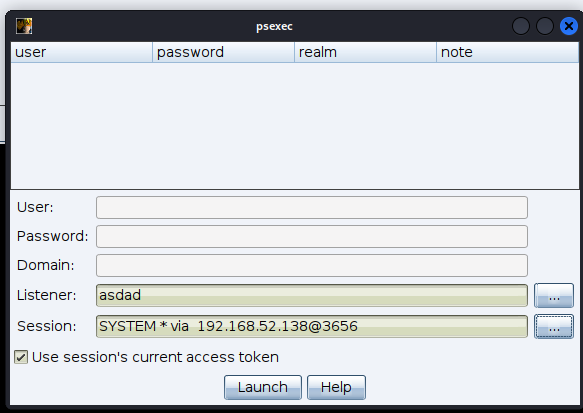 psexec
user password realm note
User:
Password:
Domain:
Listener: asdad ...
Session: SYSTEM * via 192.168.52.138@3656 ...
Use session's current access token
Launch Help